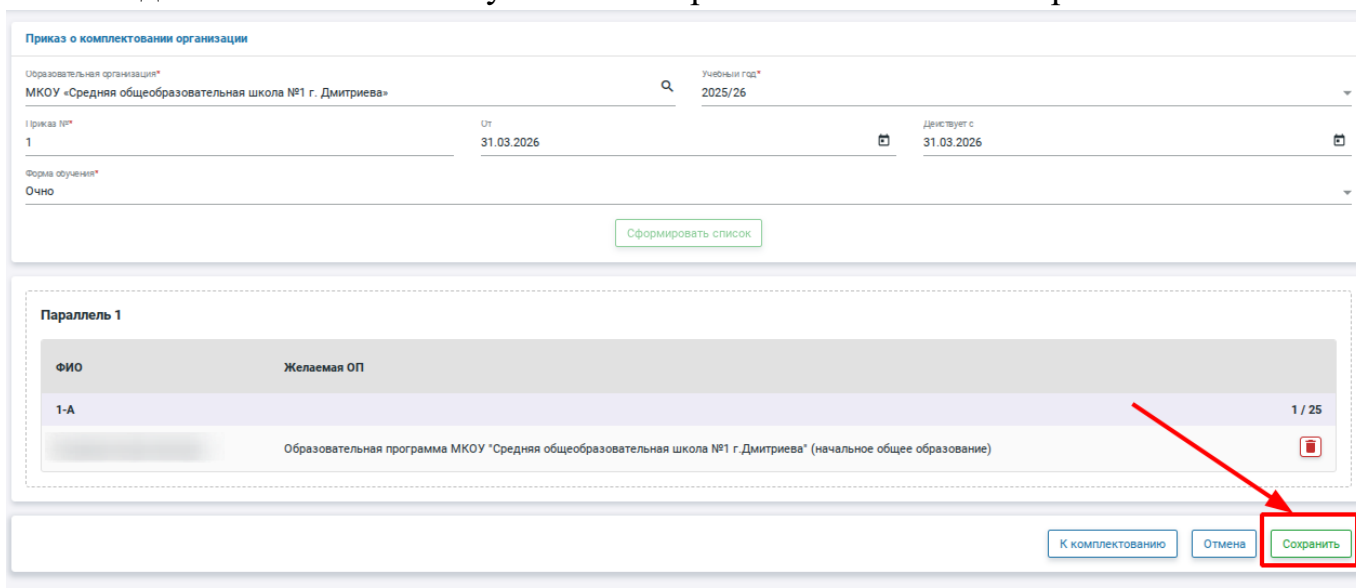 Приказ о комплектовании организации
Образовательная организация*
МКОУ «Средняя общеобразовательная школа №1 г. Дмитриева»
Учебный год*
2025/26
Приказ №*
1
От
31.03.2026
Действует с
31.03.2026
Форма обучения*
Очно
Сформировать список
Параллель 1
ФИО Желаемая ОП
1-А 1 / 25
Образовательная программа МКОУ "Средняя общеобразовательная школа №1 г.Дмитриева" (начальное общее образование)
К комплектованию Отмена Сохранить